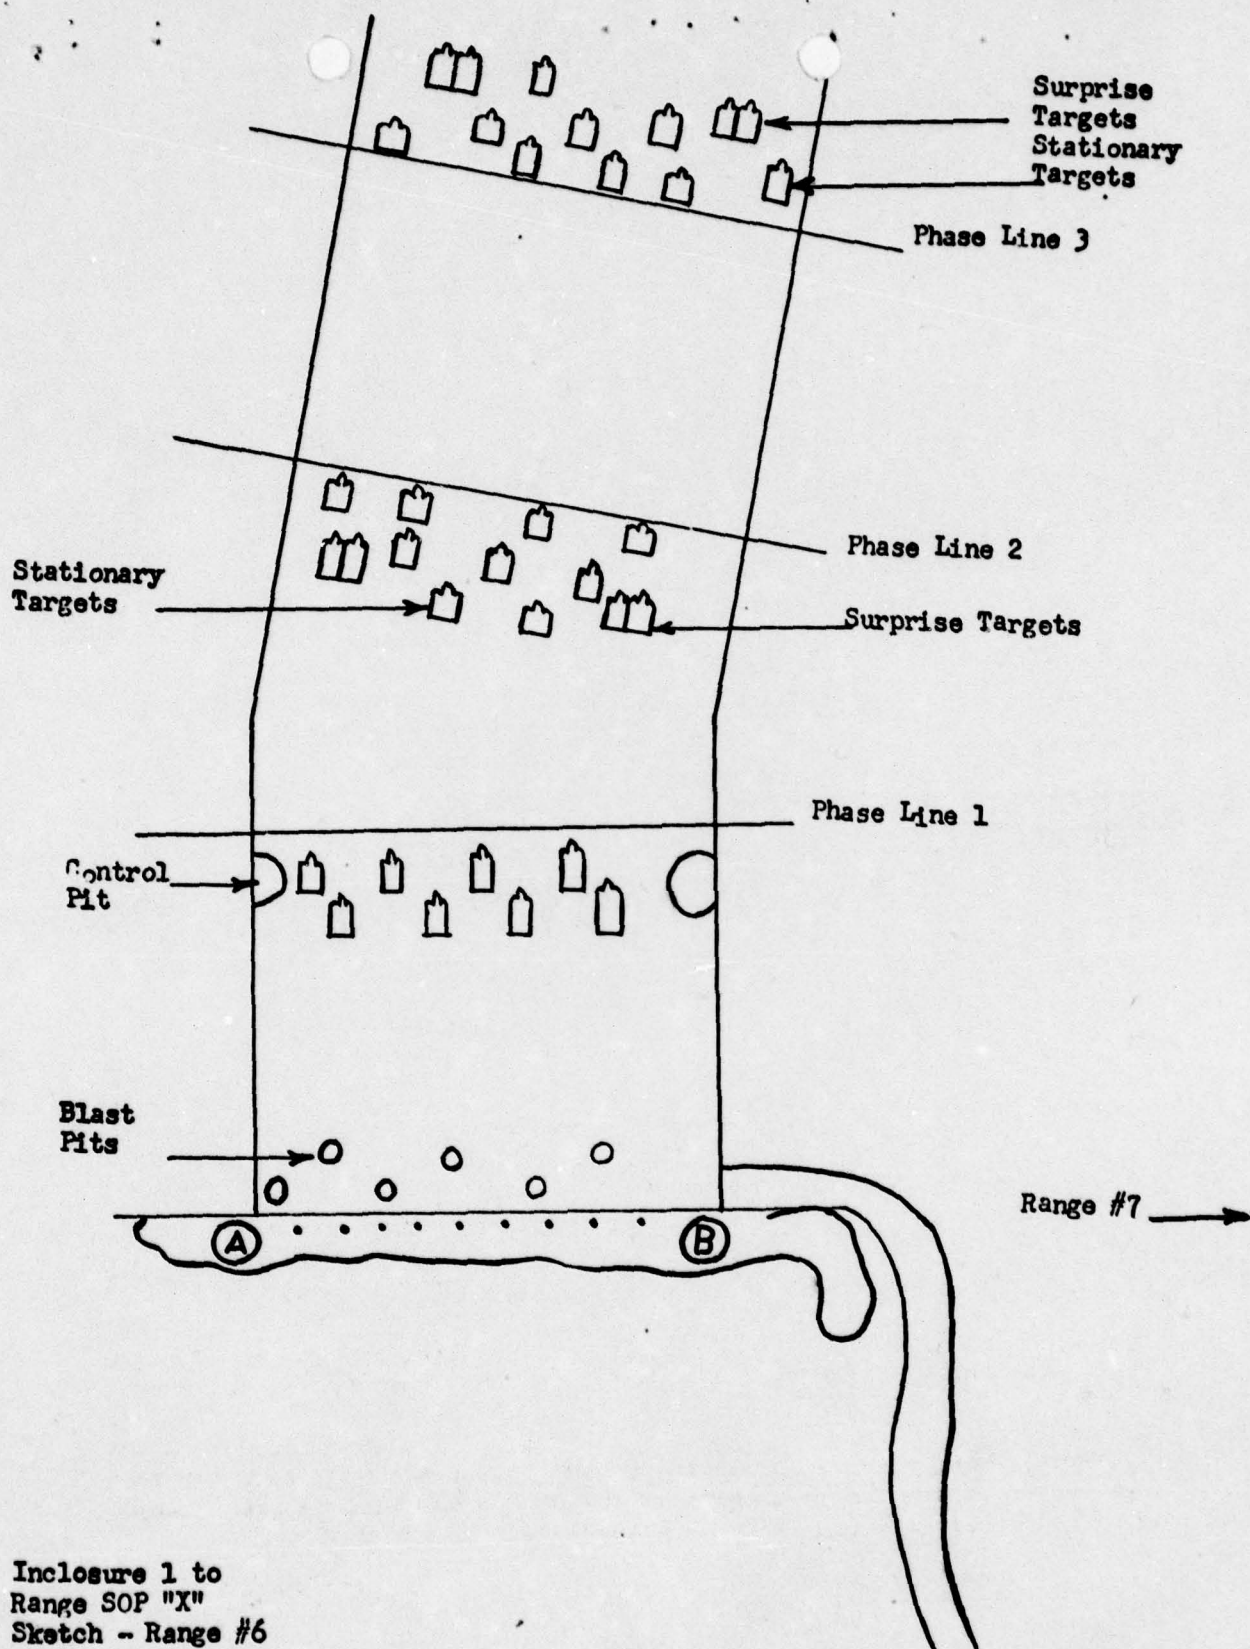 Surprise
Targets
Stationary
Targets
Phase Line 3
Phase Line 2
Stationary
Targets
Surprise Targets
Phase Line 1
Control
Pit
Blast
Pits
Range #7
A
B
Inclosure 1 to
Range SOP "X"
Sketch - Range #6